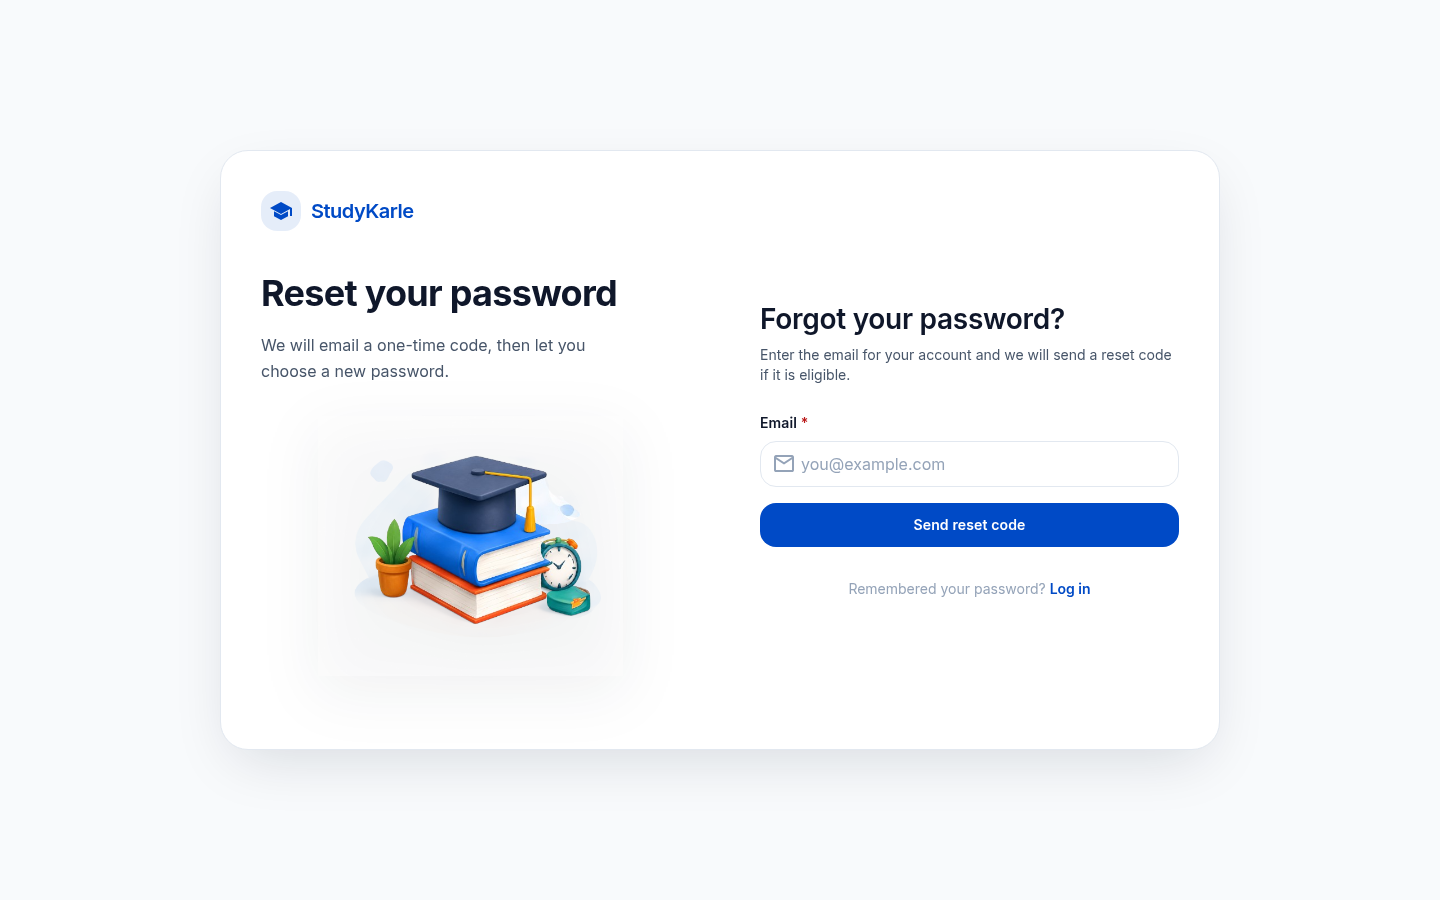 StudyKarle
Reset your password
We will email a one-time code, then let you
choose a new password.
Forgot your password?
Enter the email for your account and we will send a reset code
if it is eligible.
Email *
you@example.com
Send reset code
Remembered your password? Log in